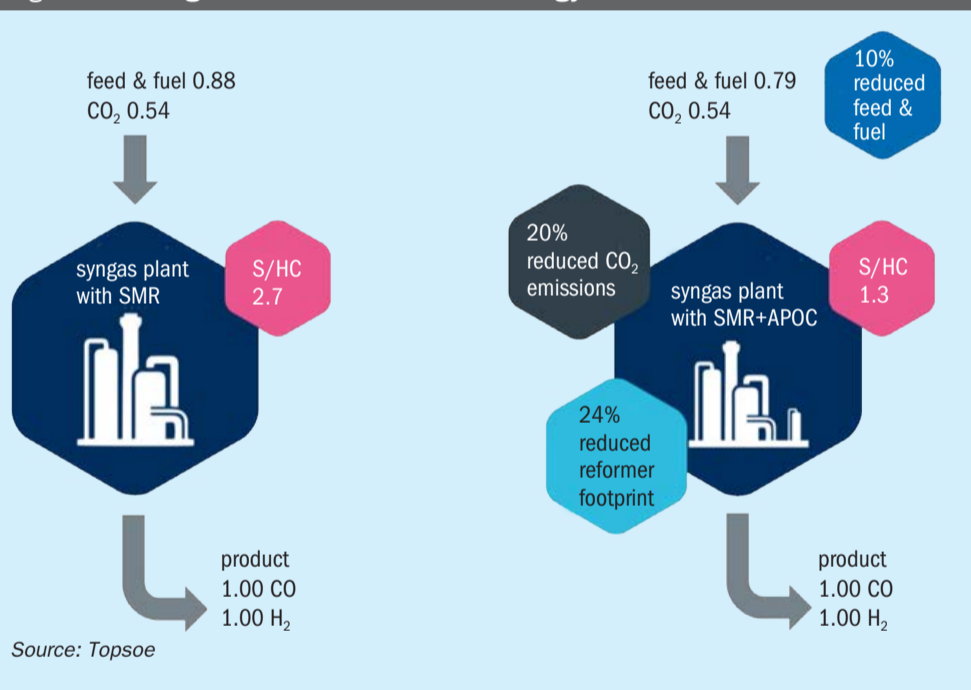 feed & fuel 0.88
CO₂ 0.54
syngas plant
with SMR
S/HC
2.7
product
1.00 CO
1.00 H₂
feed & fuel 0.79
CO₂ 0.54
10%
reduced
feed &
fuel
20%
reduced CO₂
emissions
syngas plant
with SMR+APOC
S/HC
1.3
24%
reduced
reformer
footprint
product
1.00 CO
1.00 H₂
Source: Topsoe